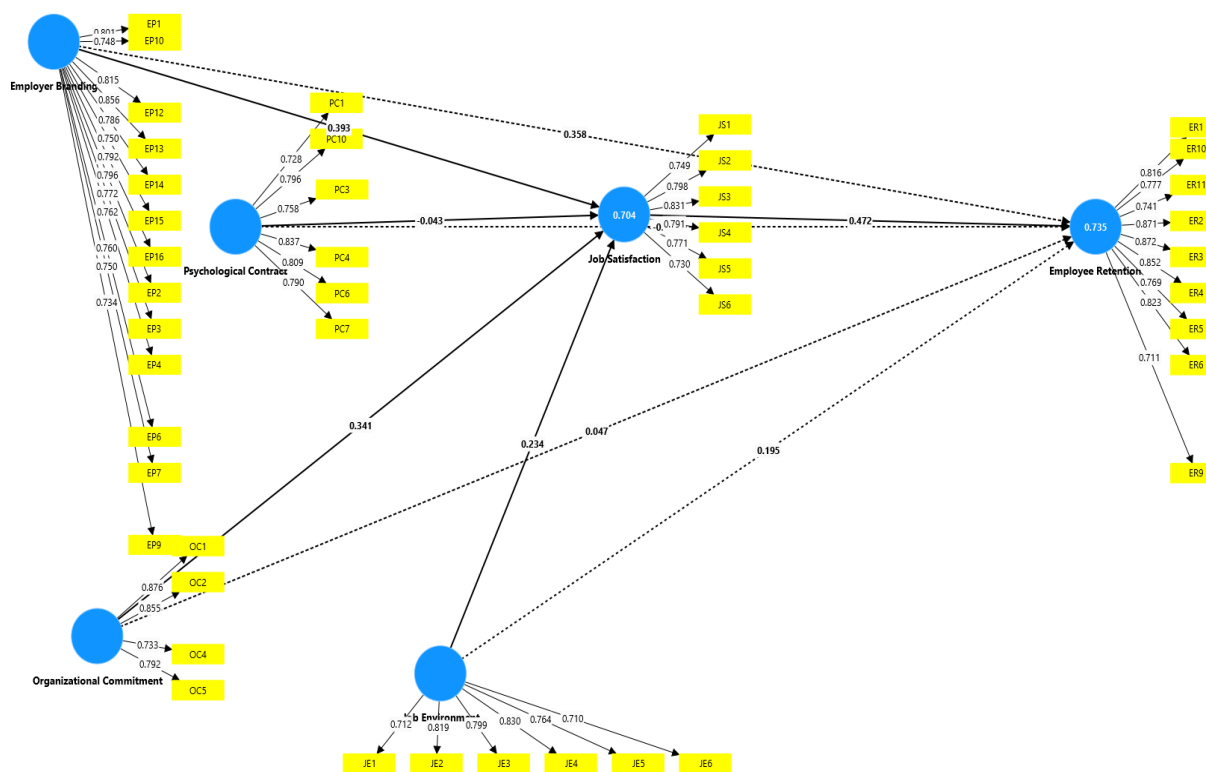 EP1
0.801
EP10
0.748
Employer Branding
0.815
EP12
0.856
EP13
0.786
EP14
0.750
EP15
0.792
EP16
0.796
EP2
0.772
EP3
0.762
EP4
0.760
EP6
0.750
EP7
0.734
EP9
PC1
0.728
PC10
0.796
PC3
0.758
Psychological Contract
PC4
0.837
PC6
0.809
PC7
0.790
0.393
-0.043
0.358
JS1
0.749
JS2
0.798
JS3
0.831
JS4
0.791
JS5
0.771
JS6
0.730
0.704
Job Satisfaction
0.472
ER1
0.816
ER10
0.777
ER11
0.741
ER2
0.871
ER3
0.872
ER4
0.852
ER5
0.769
ER6
0.823
ER9
0.711
0.735
Employee Retention
0.341
0.047
0.234
0.195
OC1
0.876
OC2
0.855
OC4
0.733
OC5
0.792
Organizational Commitment
Job Environment
0.712
0.819
0.799
0.830
0.764
0.710
JE1
JE2
JE3
JE4
JE5
JE6